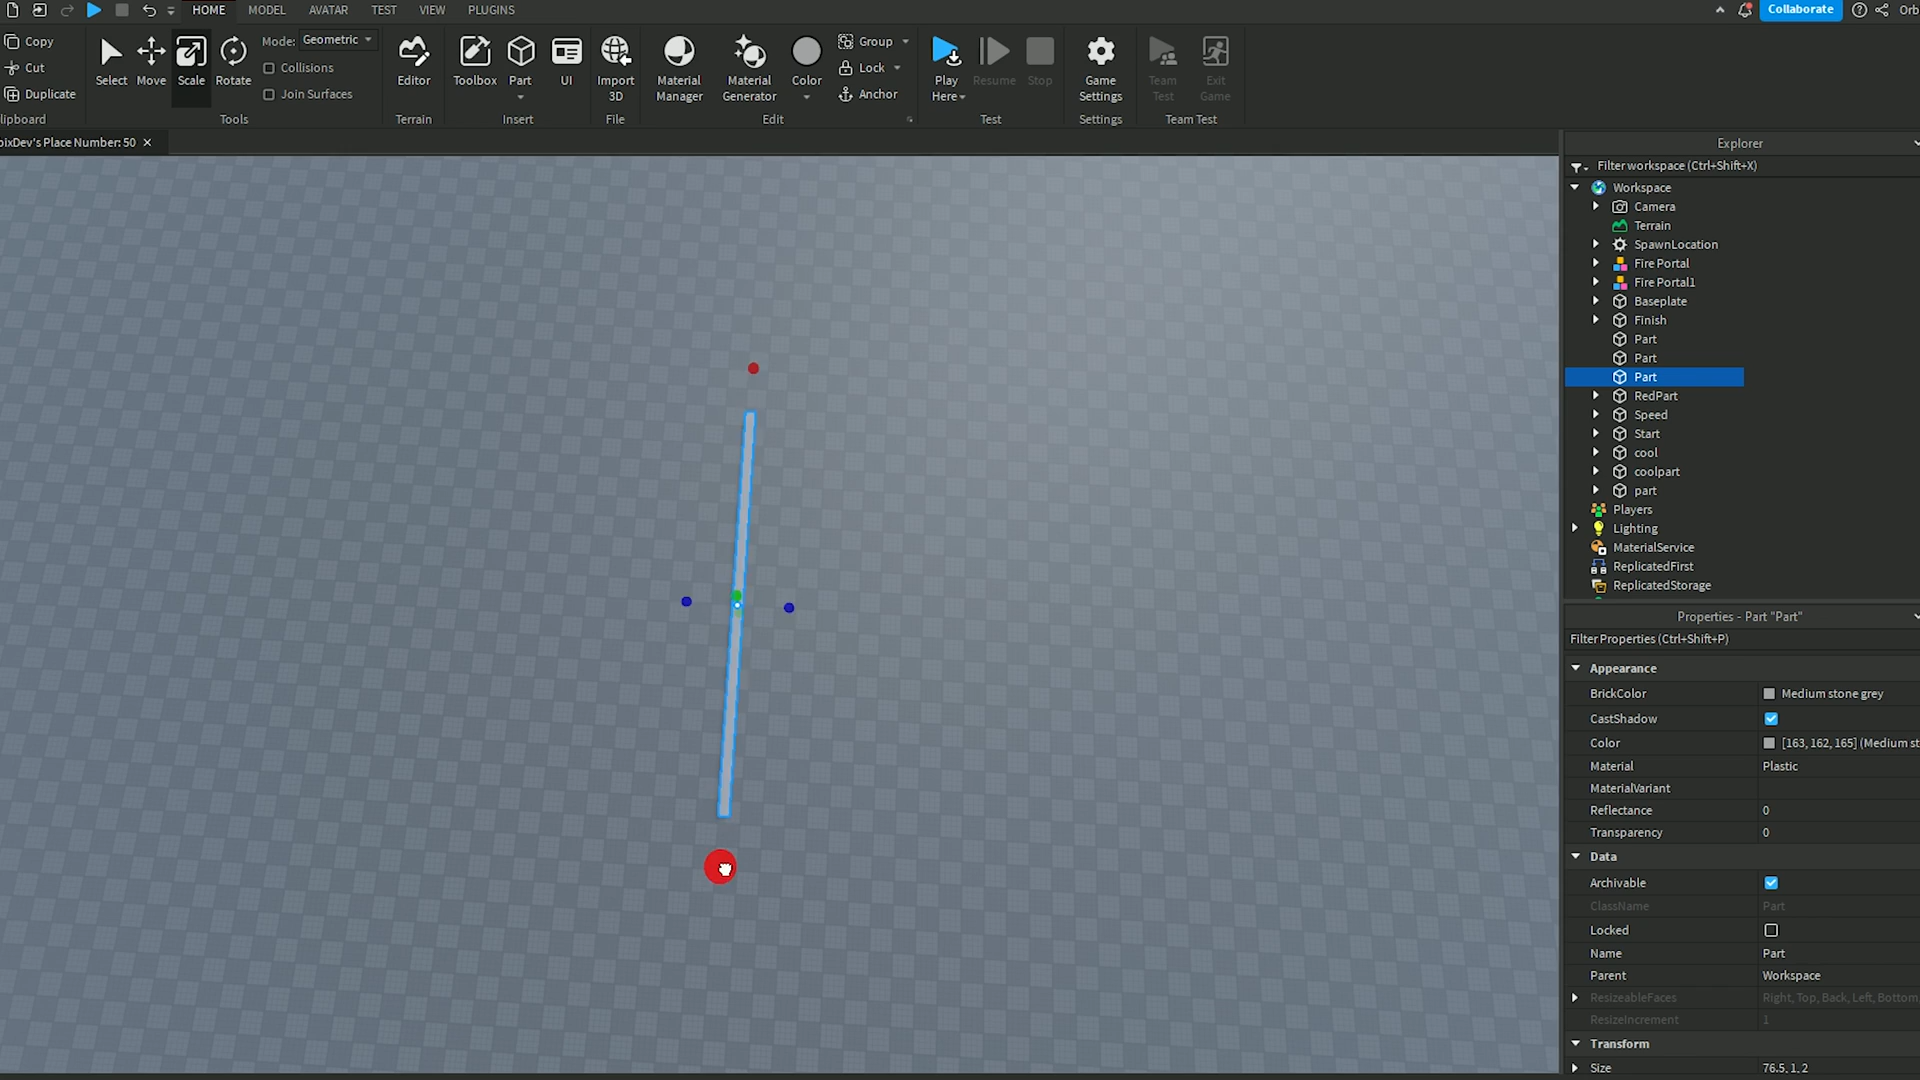 HOME MODEL AVATAR TEST VIEW PLUGINS Collaborate Orb
Copy
Cut
Duplicate
lipboard
Select Move Scale Rotate
Mode: Geometric
Collisions
Join Surfaces
Tools
Editor
Terrain
Toolbox Part UI
Insert
Import
3D
File
Material
Manager
Material
Generator
Color
Group
Lock
Anchor
Edit
Play
Here
Resume Stop
Test
Game
Settings
Settings
Team
Test
Exit
Game
Team Test
oixDev's Place Number: 50
Explorer
Filter workspace (Ctrl+Shift+X)
Workspace
Camera
Terrain
SpawnLocation
Fire Portal
Fire Portal1
Baseplate
Finish
Part
Part
Part
RedPart
Speed
Start
cool
coolpart
part
Players
Lighting
MaterialService
ReplicatedFirst
ReplicatedStorage
Properties - Part "Part"
Filter Properties (Ctrl+Shift+P)
Appearance
BrickColor Medium stone grey
CastShadow
Color [163, 162, 165] (Medium st
Material Plastic
MaterialVariant
Reflectance 0
Transparency 0
Data
Archivable
ClassName Part
Locked
Name Part
Parent Workspace
ResizeableFaces Right, Top, Back, Left, Bottom,
ResizeIncrement 1
Transform
Size 76.5, 1, 2